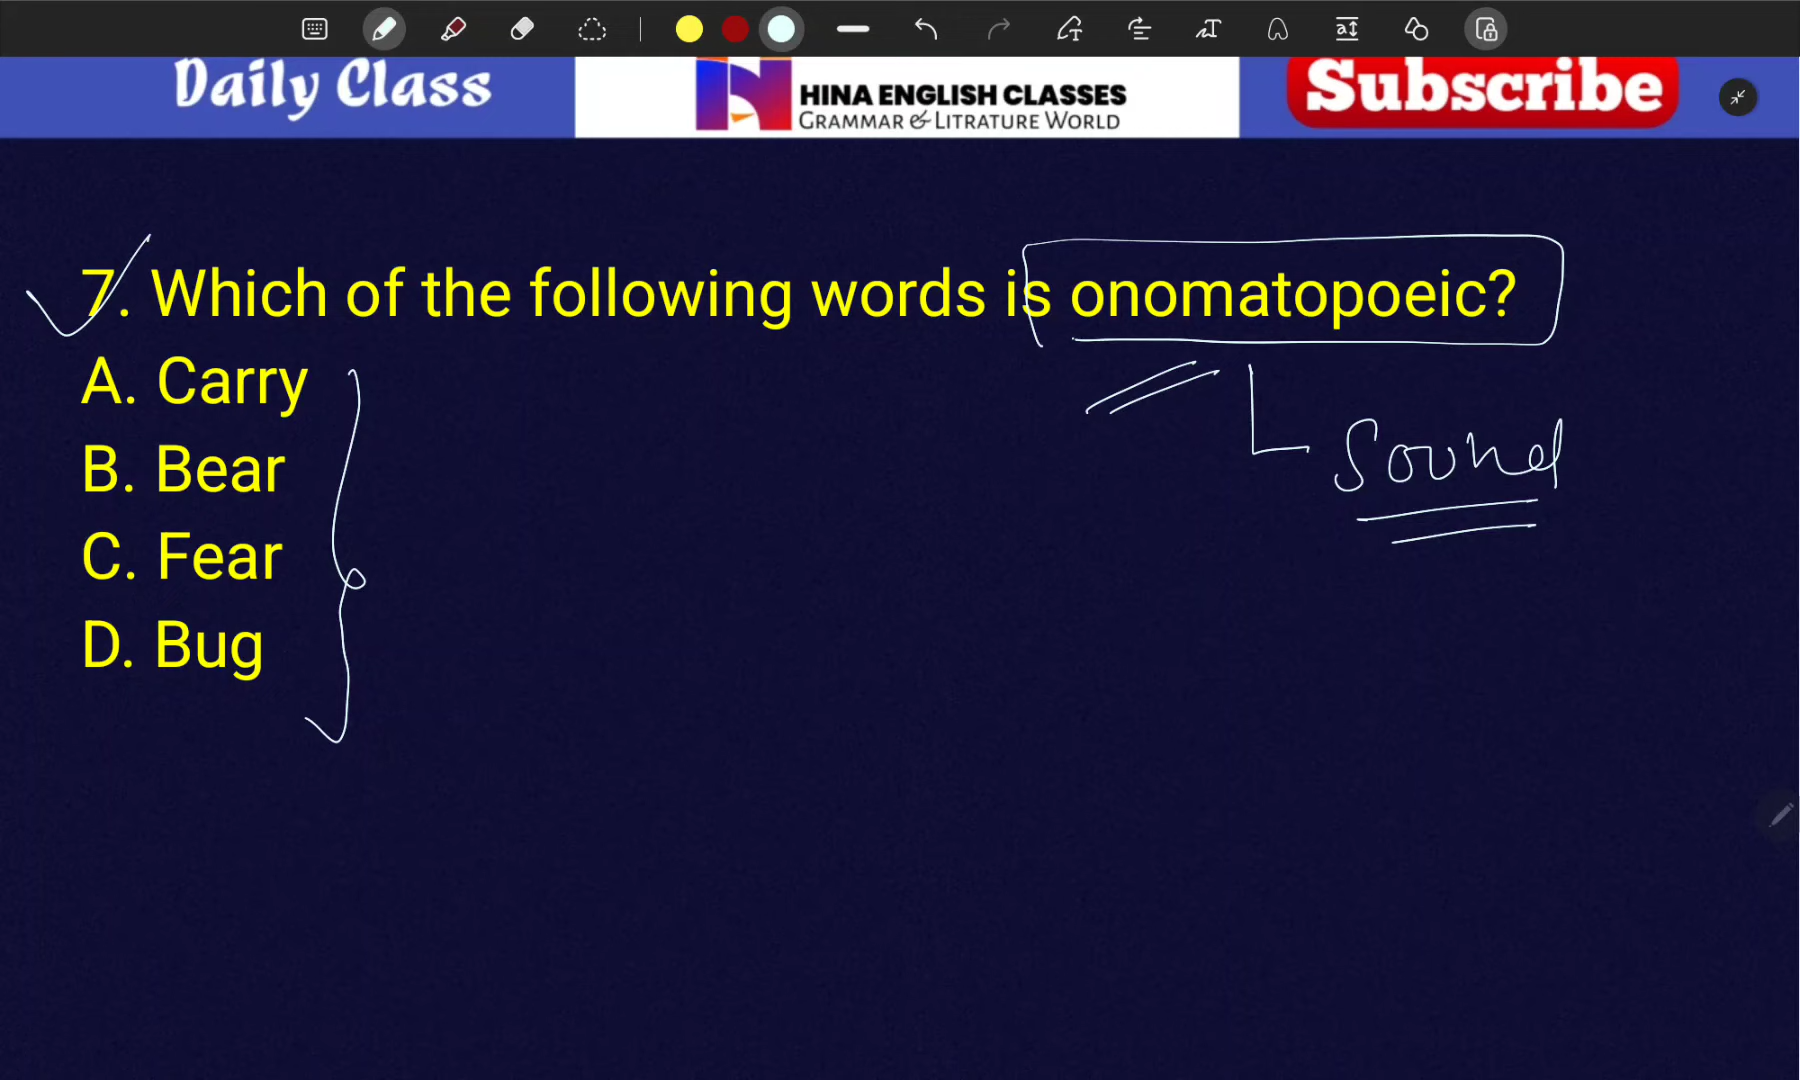 Daily Class
HINA ENGLISH CLASSES
GRAMMAR & LITRATURE WORLD
Subscribe
7. Which of the following words is onomatopoeic?
A. Carry
B. Bear
C. Fear
D. Bug
Sound